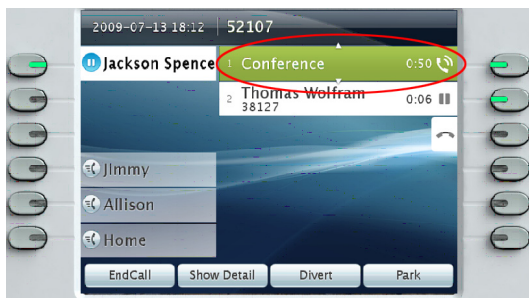 2009-07-13 18:12 52107
Jackson Spence
1 Conference 0:50
2 Thomas Wolfram 0:06
38127
Jimmy
Allison
Home
EndCall Show Detail Divert Park